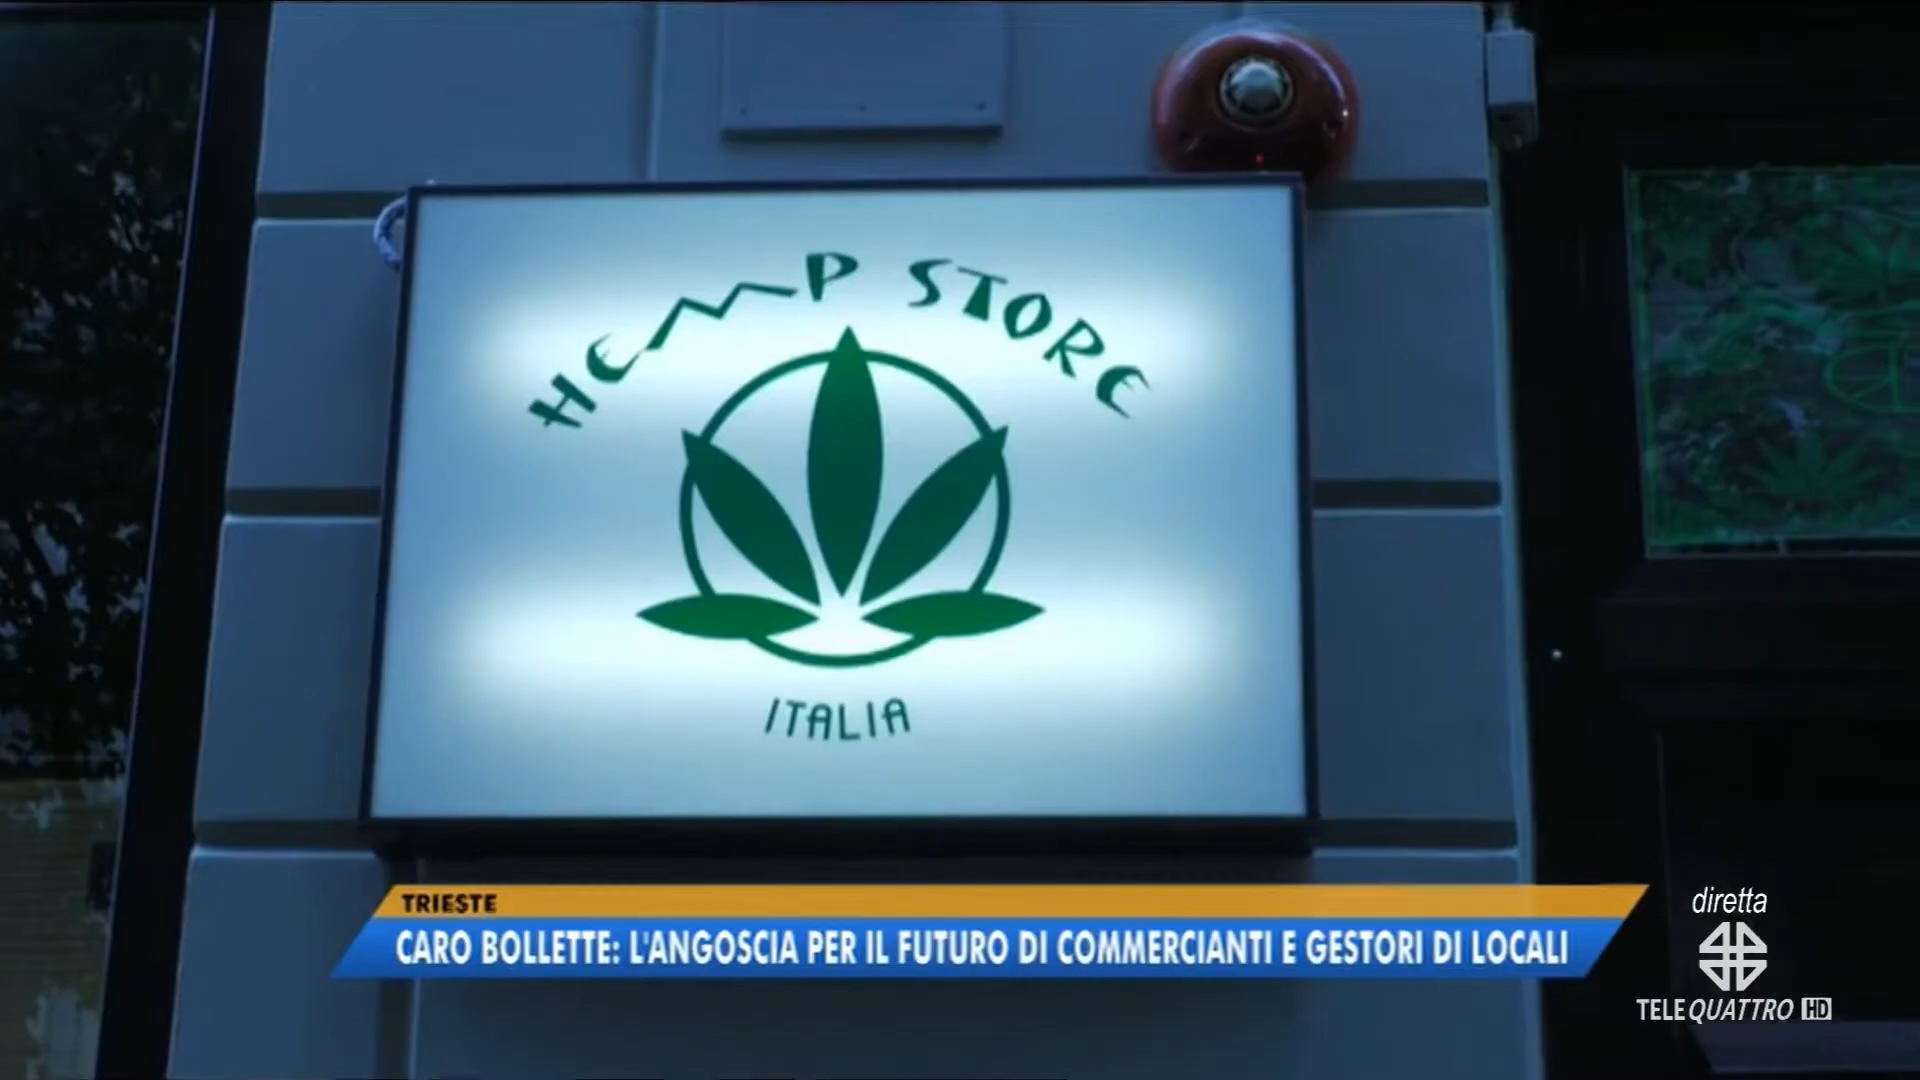 HEMP STORE
ITALIA
TRIESTE
CARO BOLLETTE: L'ANGOSCIA PER IL FUTURO DI COMMERCIANTI E GESTORI DI LOCALI
diretta
TELEQUATTRO HD